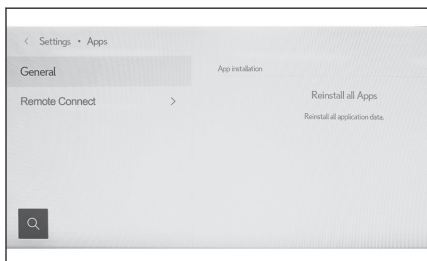 < Settings • Apps
General
App installation
Remote Connect >
Reinstall all Apps
Reinstall all application data.